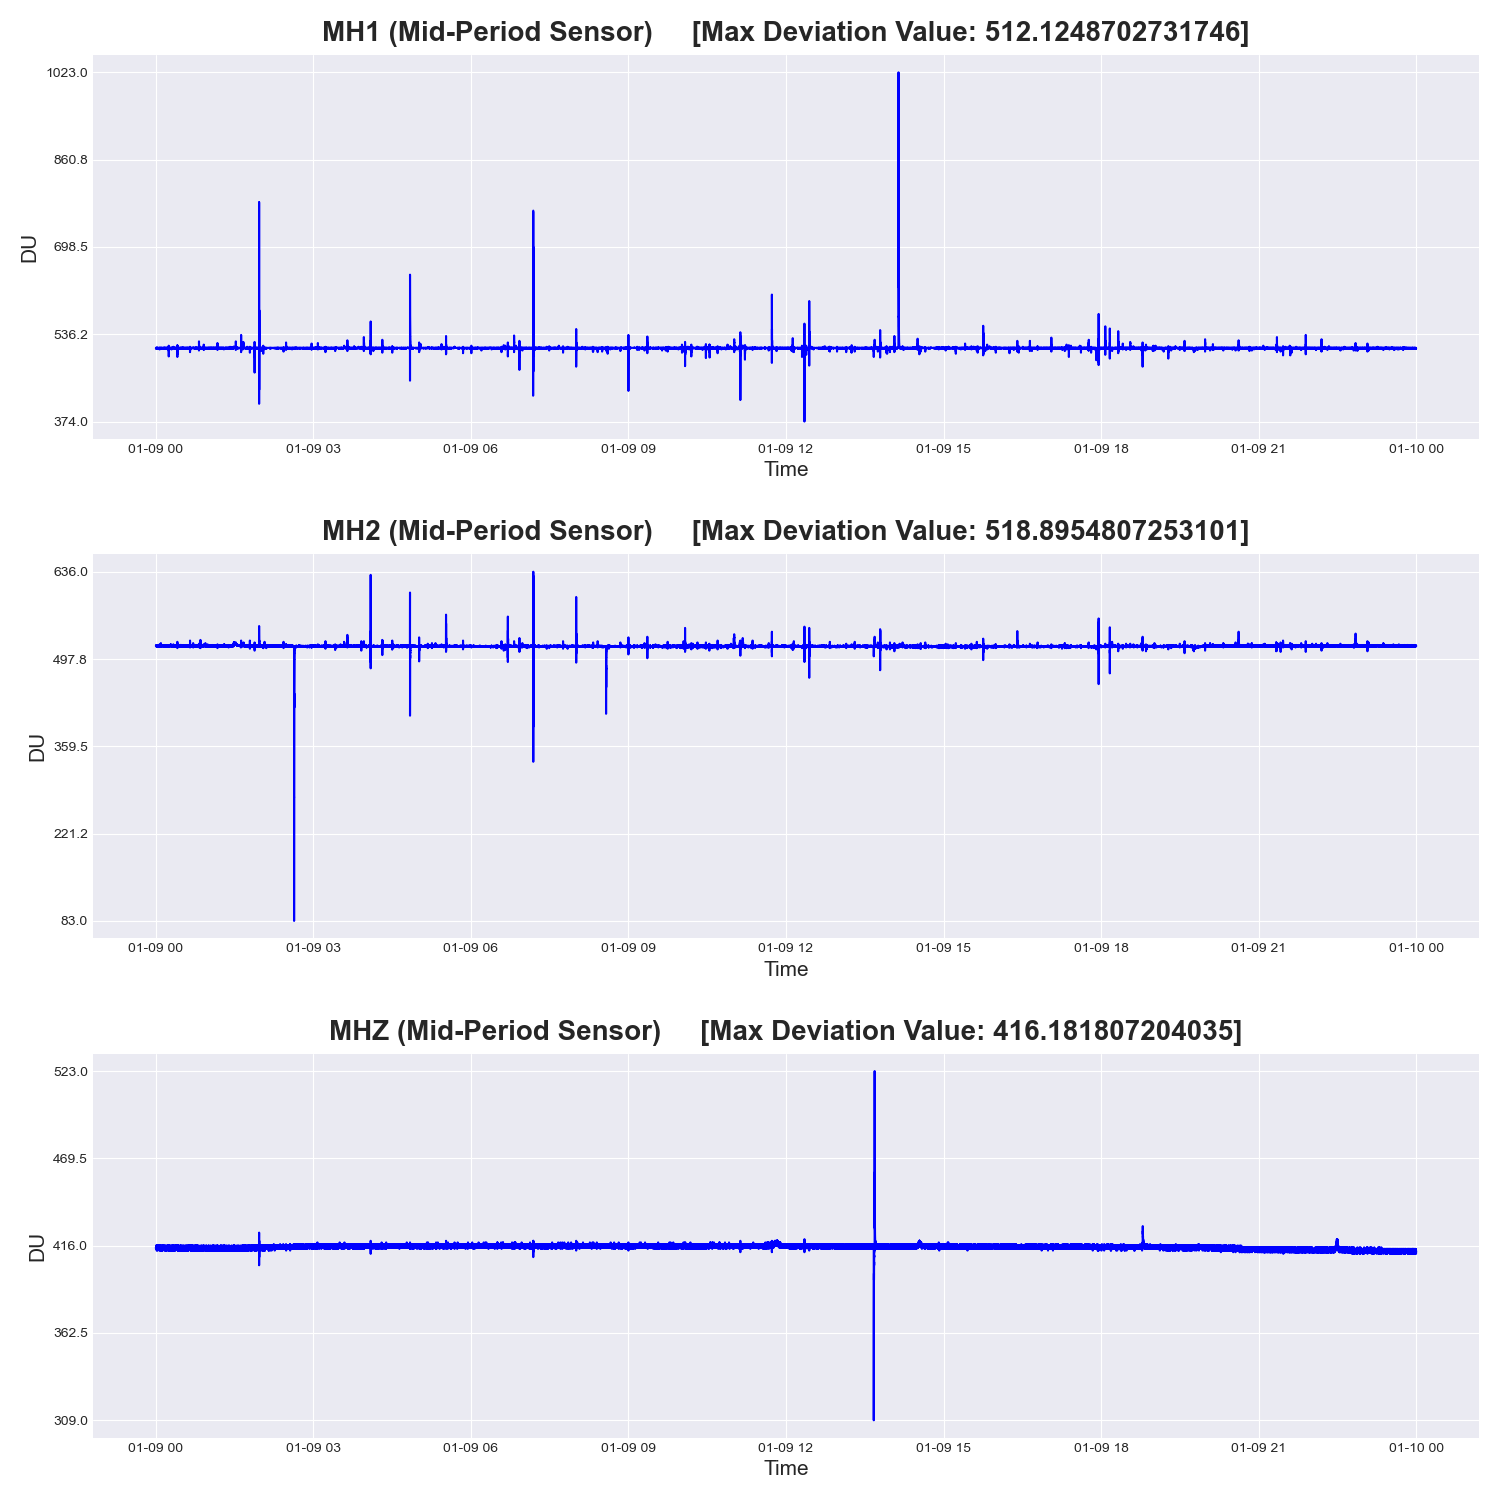 MH1 (Mid-Period Sensor) [Max Deviation Value: 512.1248702731746]
1023.0
860.8
698.5
536.2
374.0
DU
01-09 00 01-09 03 01-09 06 01-09 09 01-09 12 01-09 15 01-09 18 01-09 21 01-10 00
Time
MH2 (Mid-Period Sensor) [Max Deviation Value: 518.8954807253101]
636.0
497.8
359.5
221.2
83.0
DU
01-09 00 01-09 03 01-09 06 01-09 09 01-09 12 01-09 15 01-09 18 01-09 21 01-10 00
Time
MHZ (Mid-Period Sensor) [Max Deviation Value: 416.181807204035]
523.0
469.5
416.0
362.5
309.0
DU
01-09 00 01-09 03 01-09 06 01-09 09 01-09 12 01-09 15 01-09 18 01-09 21 01-10 00
Time